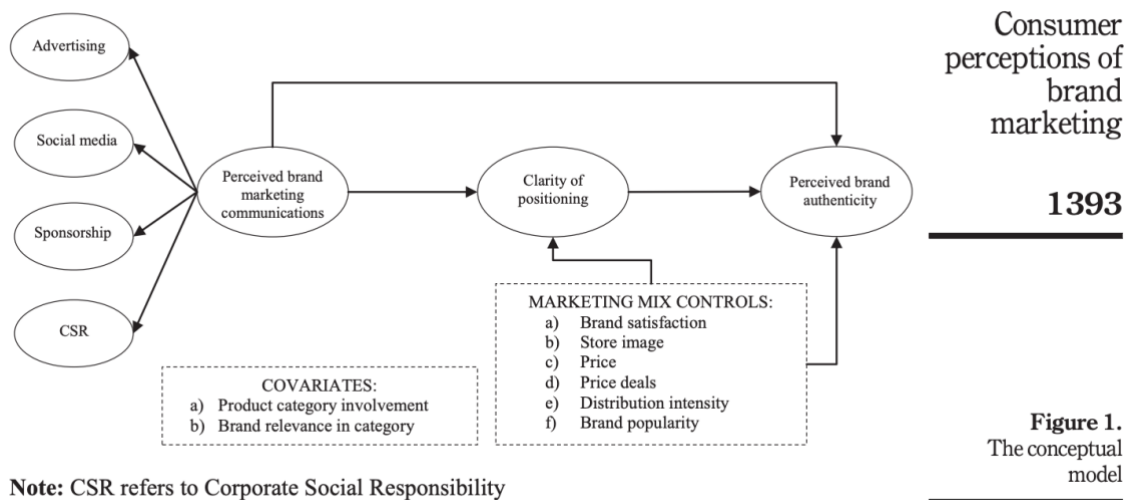 Advertising
Social media
Sponsorship
CSR
Perceived brand
marketing
communications
Clarity of
positioning
Perceived brand
authenticity
MARKETING MIX CONTROLS:
a) Brand satisfaction
b) Store image
c) Price
d) Price deals
e) Distribution intensity
f) Brand popularity
COVARIATES:
a) Product category involvement
b) Brand relevance in category
Note: CSR refers to Corporate Social Responsibility
Consumer
perceptions of
brand
marketing
1393
Figure 1.
The conceptual
model